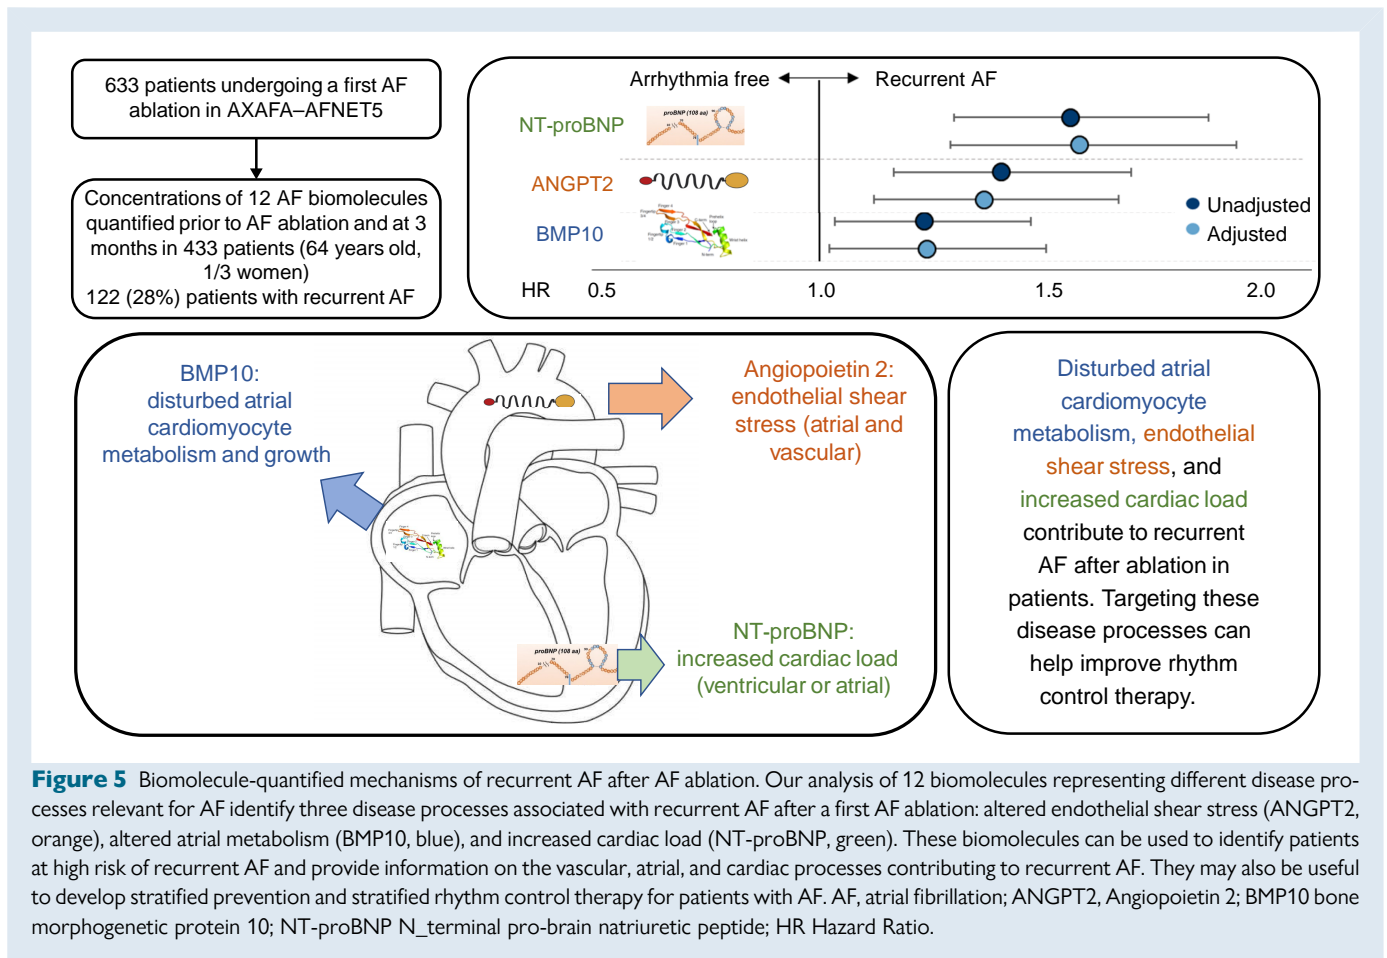 633 patients undergoing a first AF
ablation in AXAFA–AFNET5
Concentrations of 12 AF biomolecules
quantified prior to AF ablation and at 3
months in 433 patients (64 years old,
1/3 women)
122 (28%) patients with recurrent AF
Arrhythmia free
Recurrent AF
NT-proBNP
proBNP (108 aa)
ANGPT2
BMP10
Unadjusted
Adjusted
HR
0.5
1.0
1.5
2.0
BMP10:
disturbed atrial
cardiomyocyte
metabolism and growth
Angiopoietin 2:
endothelial shear
stress (atrial and
vascular)
NT-proBNP:
increased cardiac load
(ventricular or atrial)
proBNP (108 aa)
Disturbed atrial
cardiomyocyte
metabolism, endothelial
shear stress, and
increased cardiac load
contribute to recurrent
AF after ablation in
patients. Targeting these
disease processes can
help improve rhythm
control therapy.
Figure 5 Biomolecule-quantified mechanisms of recurrent AF after AF ablation. Our analysis of 12 biomolecules representing different disease pro-
cesses relevant for AF identify three disease processes associated with recurrent AF after a first AF ablation: altered endothelial shear stress (ANGPT2,
orange), altered atrial metabolism (BMP10, blue), and increased cardiac load (NT-proBNP, green). These biomolecules can be used to identify patients
at high risk of recurrent AF and provide information on the vascular, atrial, and cardiac processes contributing to recurrent AF. They may also be useful
to develop stratified prevention and stratified rhythm control therapy for patients with AF. AF, atrial fibrillation; ANGPT2, Angiopoietin 2; BMP10 bone
morphogenetic protein 10; NT-proBNP N_terminal pro-brain natriuretic peptide; HR Hazard Ratio.